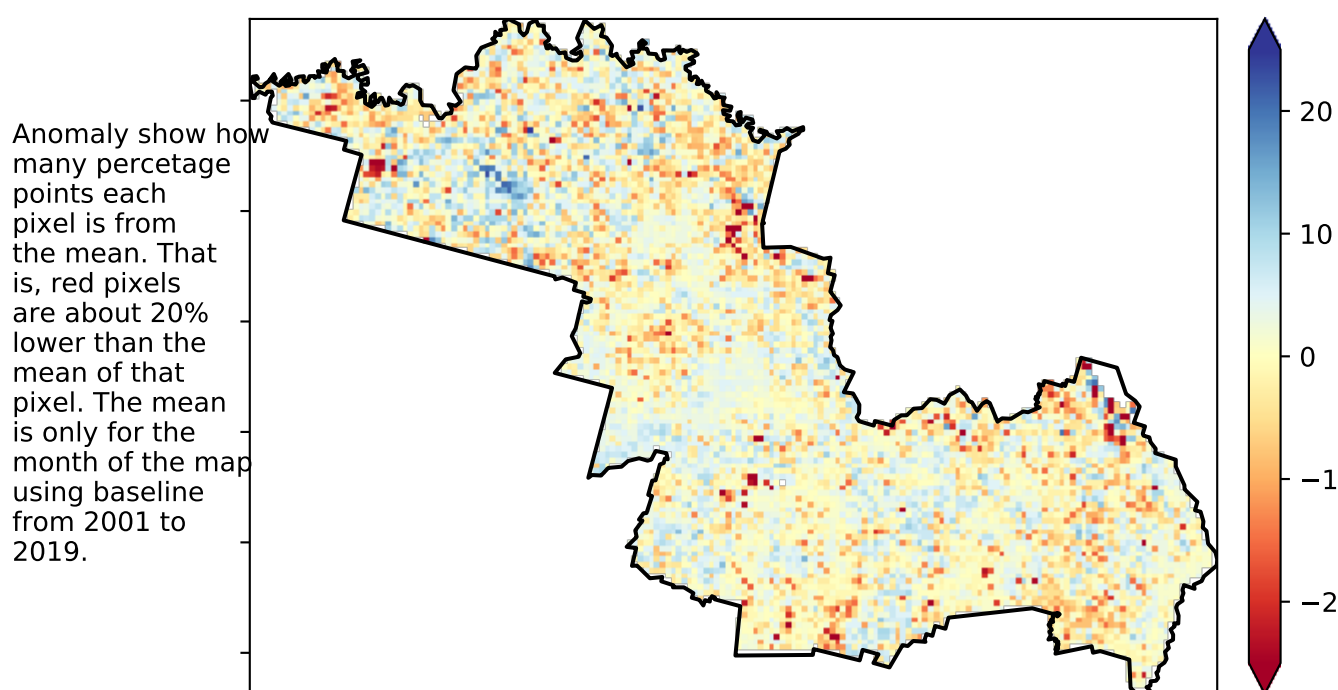 Anomaly show how
many percetage
points each
pixel is from
the mean. That
is, red pixels
are about 20%
lower than the
mean of that
pixel. The mean
is only for the
month of the map
using baseline
from 2001 to
2019.
20
10
0
−1
−2